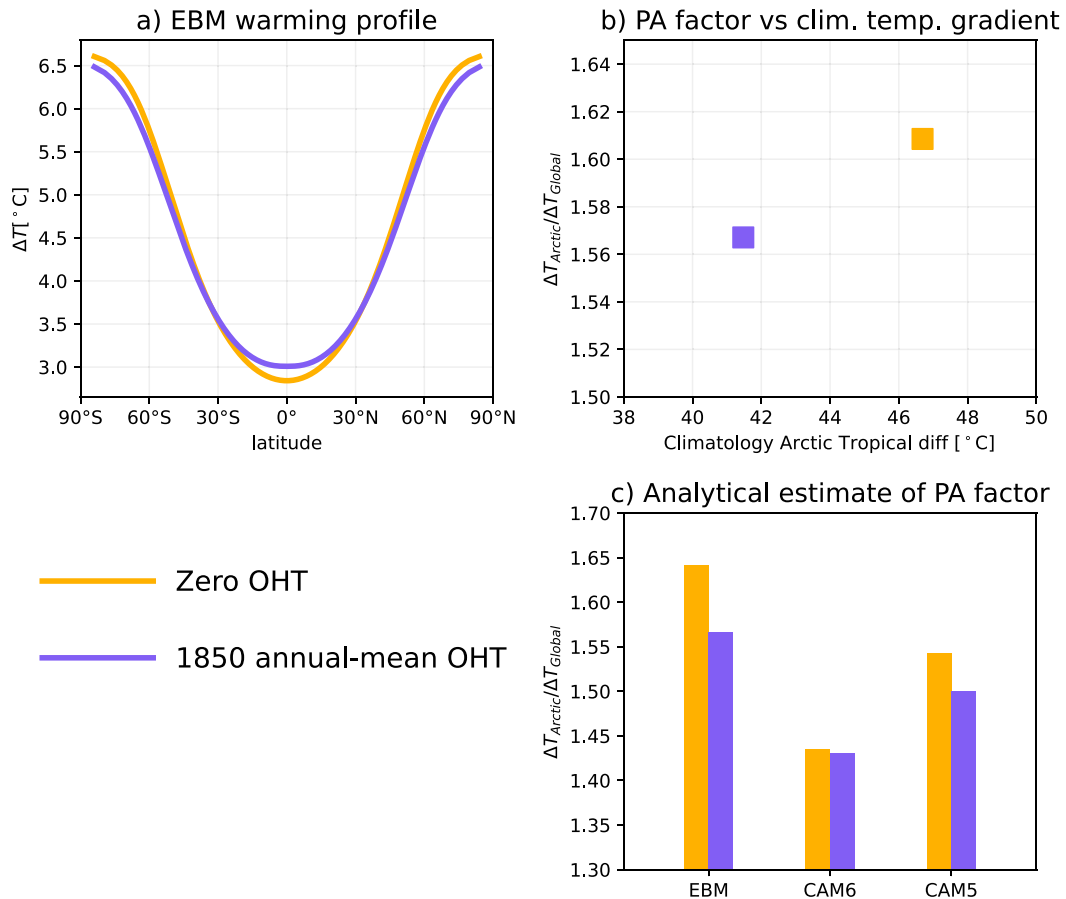 a) EBM warming profile
6.5
6.0
5.5
5.0
4.5
4.0
3.5
3.0
ΔT[°C]
90°S 60°S 30°S 0° 30°N 60°N 90°N
latitude
b) PA factor vs clim. temp. gradient
1.64
1.62
1.60
1.58
1.56
1.54
1.52
1.50
ΔT_Arctic/ΔT_Global
38 40 42 44 46 48 50
Climatology Arctic Tropical diff [°C]
Zero OHT
1850 annual-mean OHT
c) Analytical estimate of PA factor
1.70
1.65
1.60
1.55
1.50
1.45
1.40
1.35
1.30
ΔT_Arctic/ΔT_Global
EBM CAM6 CAM5